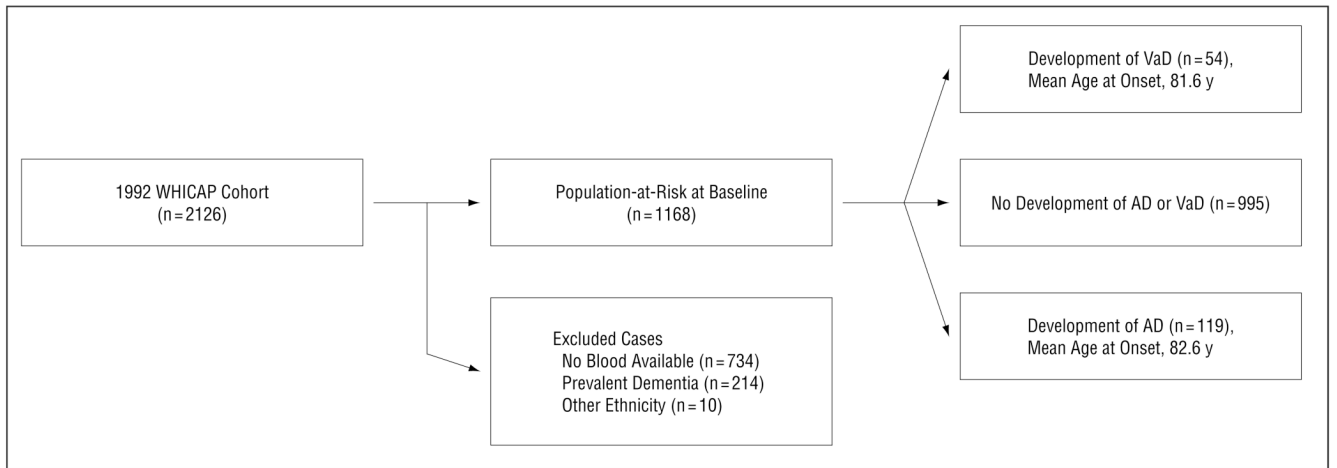 1992 WHICAP Cohort
(n=2126)
Population-at-Risk at Baseline
(n=1168)
Excluded Cases
No Blood Available (n=734)
Prevalent Dementia (n=214)
Other Ethnicity (n=10)
Development of VaD (n=54),
Mean Age at Onset, 81.6 y
No Development of AD or VaD (n=995)
Development of AD (n=119),
Mean Age at Onset, 82.6 y